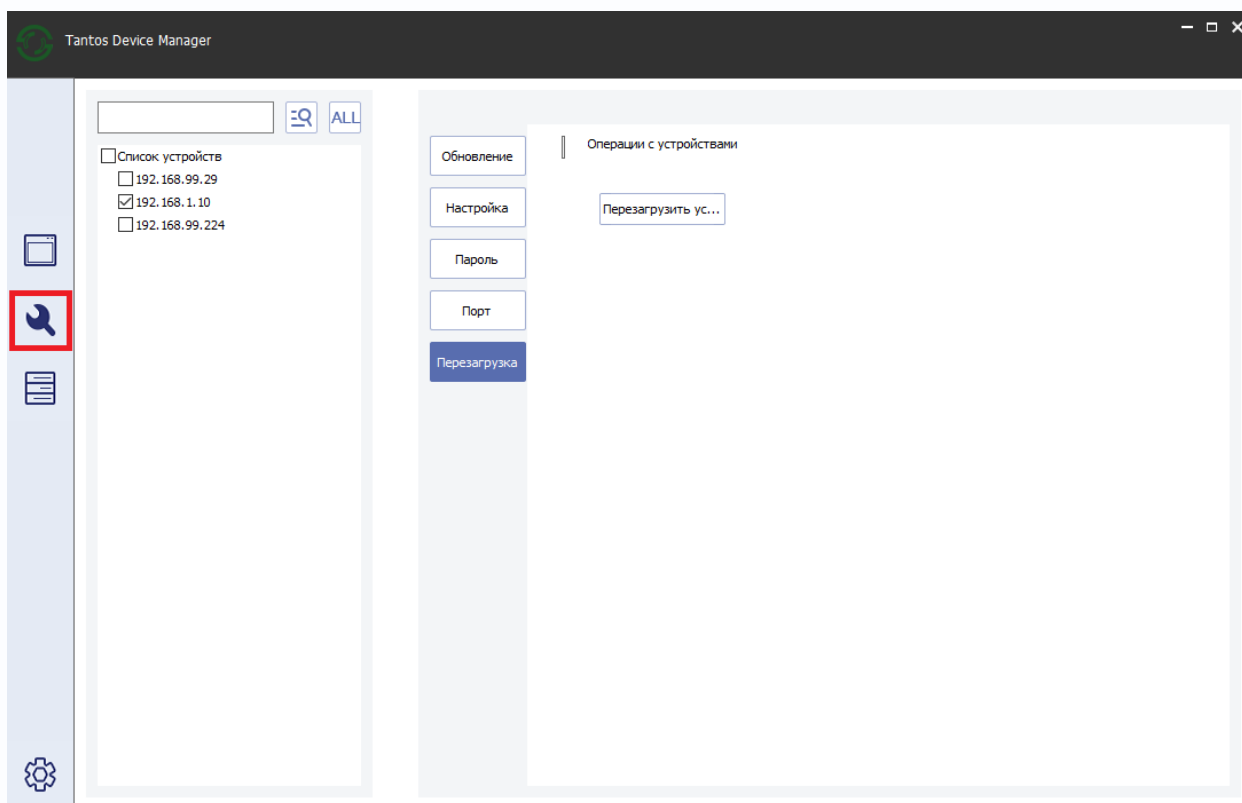 Tantos Device Manager
ALL
Список устройств
192.168.99.29
192.168.1.10
192.168.99.224
Обновление
Настройка
Пароль
Порт
Перезагрузка
Операции с устройствами
Перезагрузить ус...